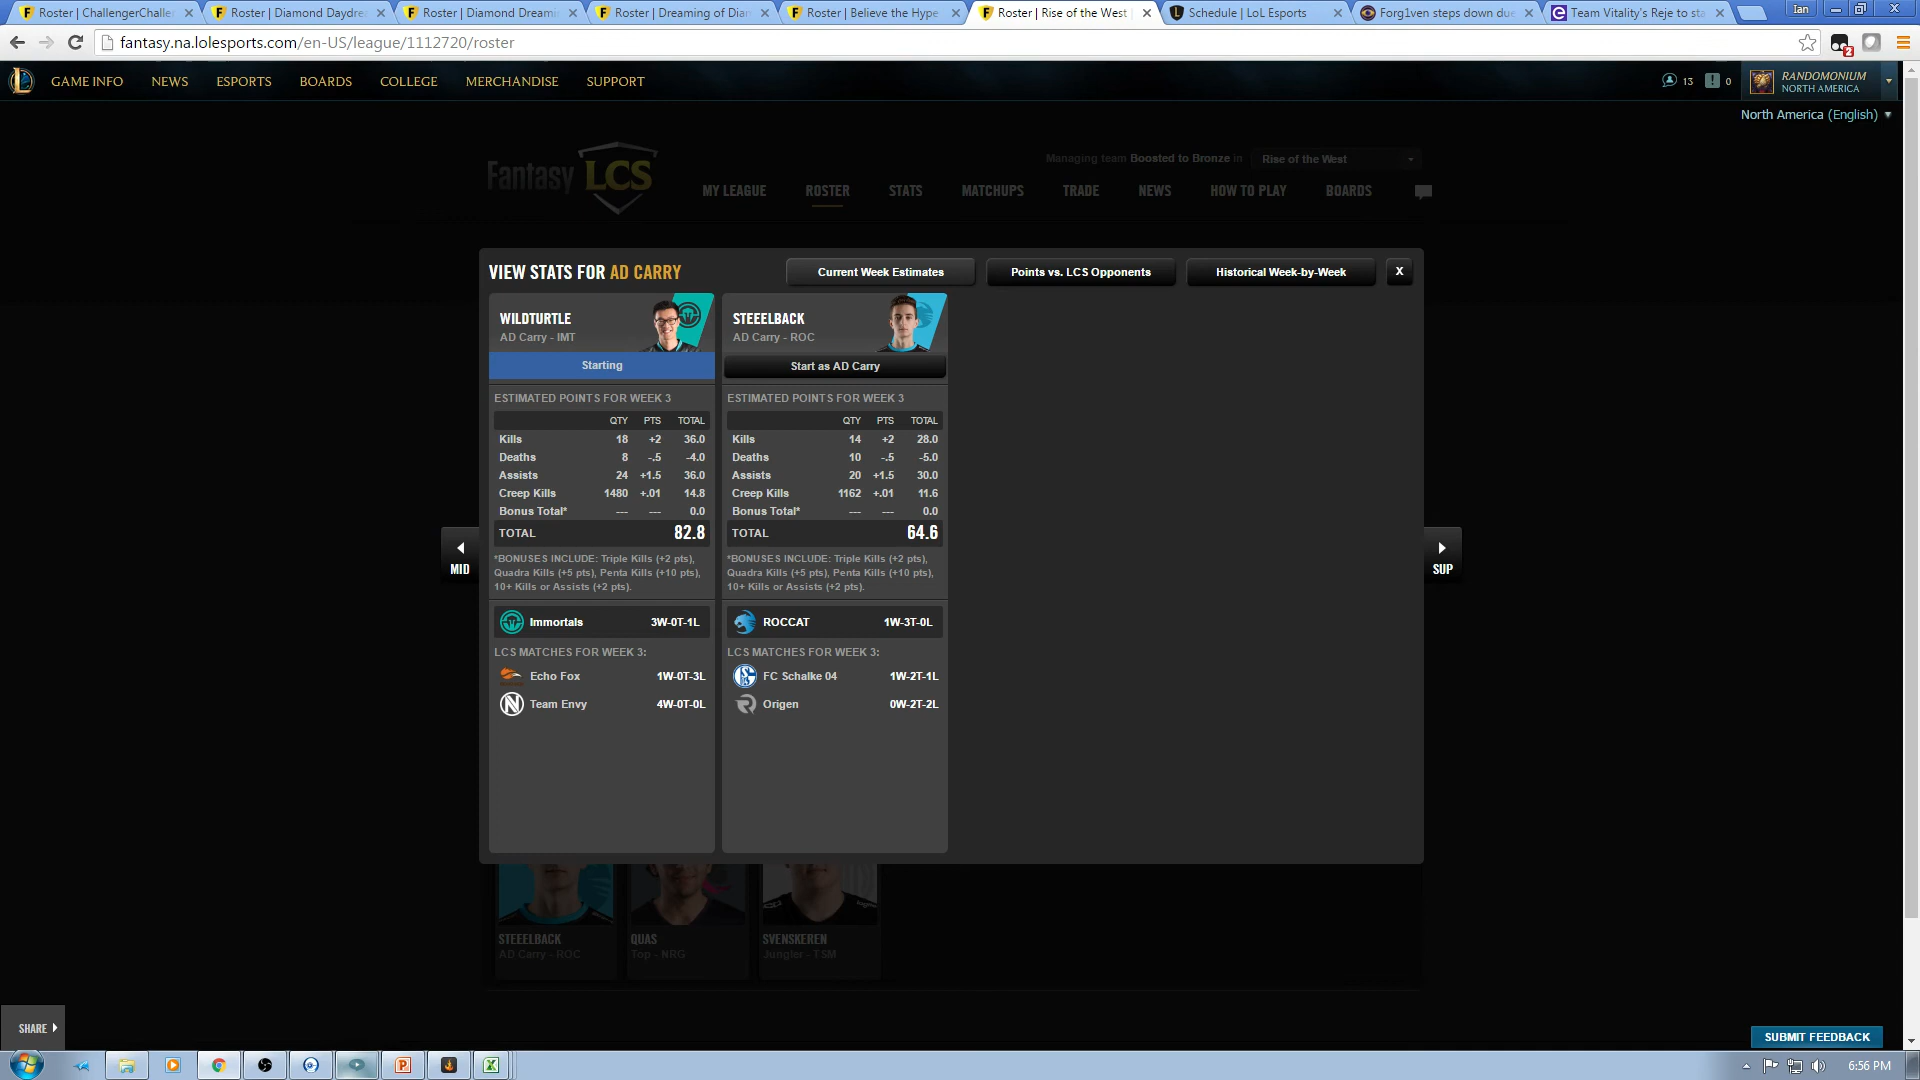 Roster | ChallengerChalle
Roster | Diamond Daydre
Roster | Diamond Dreamin
Roster | Dreaming of Dian
Roster | Believe the Hype
Roster | Rise of the West
Schedule | LoL Esports
Forg1ven steps down due
Team Vitality's Reje to sta
Ian
fantasy.na.lolesports.com/en-US/league/1112720/roster
2
GAME INFO
NEWS
ESPORTS
BOARDS
COLLEGE
MERCHANDISE
SUPPORT
13
0
RANDOMONIUM
NORTH AMERICA
North America (English)
Fantasy LCS
Managing team Boosted to Bronze in
Rise of the West
MY LEAGUE
ROSTER
STATS
MATCHUPS
TRADE
NEWS
HOW TO PLAY
BOARDS
VIEW STATS FOR AD CARRY
Current Week Estimates
Points vs. LCS Opponents
Historical Week-by-Week
X
WILDTURTLE
AD Carry - IMT
Starting
ESTIMATED POINTS FOR WEEK 3
QTY PTS TOTAL
Kills 18 +2 36.0
Deaths 8 -.5 -4.0
Assists 24 +1.5 36.0
Creep Kills 1480 +.01 14.8
Bonus Total* --- --- 0.0
TOTAL 82.8
*BONUSES INCLUDE: Triple Kills (+2 pts),
Quadra Kills (+5 pts), Penta Kills (+10 pts),
10+ Kills or Assists (+2 pts).
Immortals 3W-0T-1L
LCS MATCHES FOR WEEK 3:
Echo Fox 1W-0T-3L
Team Envy 4W-0T-0L
STEEELBACK
AD Carry - ROC
Start as AD Carry
ESTIMATED POINTS FOR WEEK 3
QTY PTS TOTAL
Kills 14 +2 28.0
Deaths 10 -.5 -5.0
Assists 20 +1.5 30.0
Creep Kills 1162 +.01 11.6
Bonus Total* --- --- 0.0
TOTAL 64.6
*BONUSES INCLUDE: Triple Kills (+2 pts),
Quadra Kills (+5 pts), Penta Kills (+10 pts),
10+ Kills or Assists (+2 pts).
ROCCAT 1W-3T-0L
LCS MATCHES FOR WEEK 3:
FC Schalke 04 1W-2T-1L
Origen 0W-2T-2L
MID
SUP
STEEELBACK
AD Carry - ROC
QUAS
Top - NRG
SVENSKEREN
Jungler - TSM
SHARE
SUBMIT FEEDBACK
6:56 PM